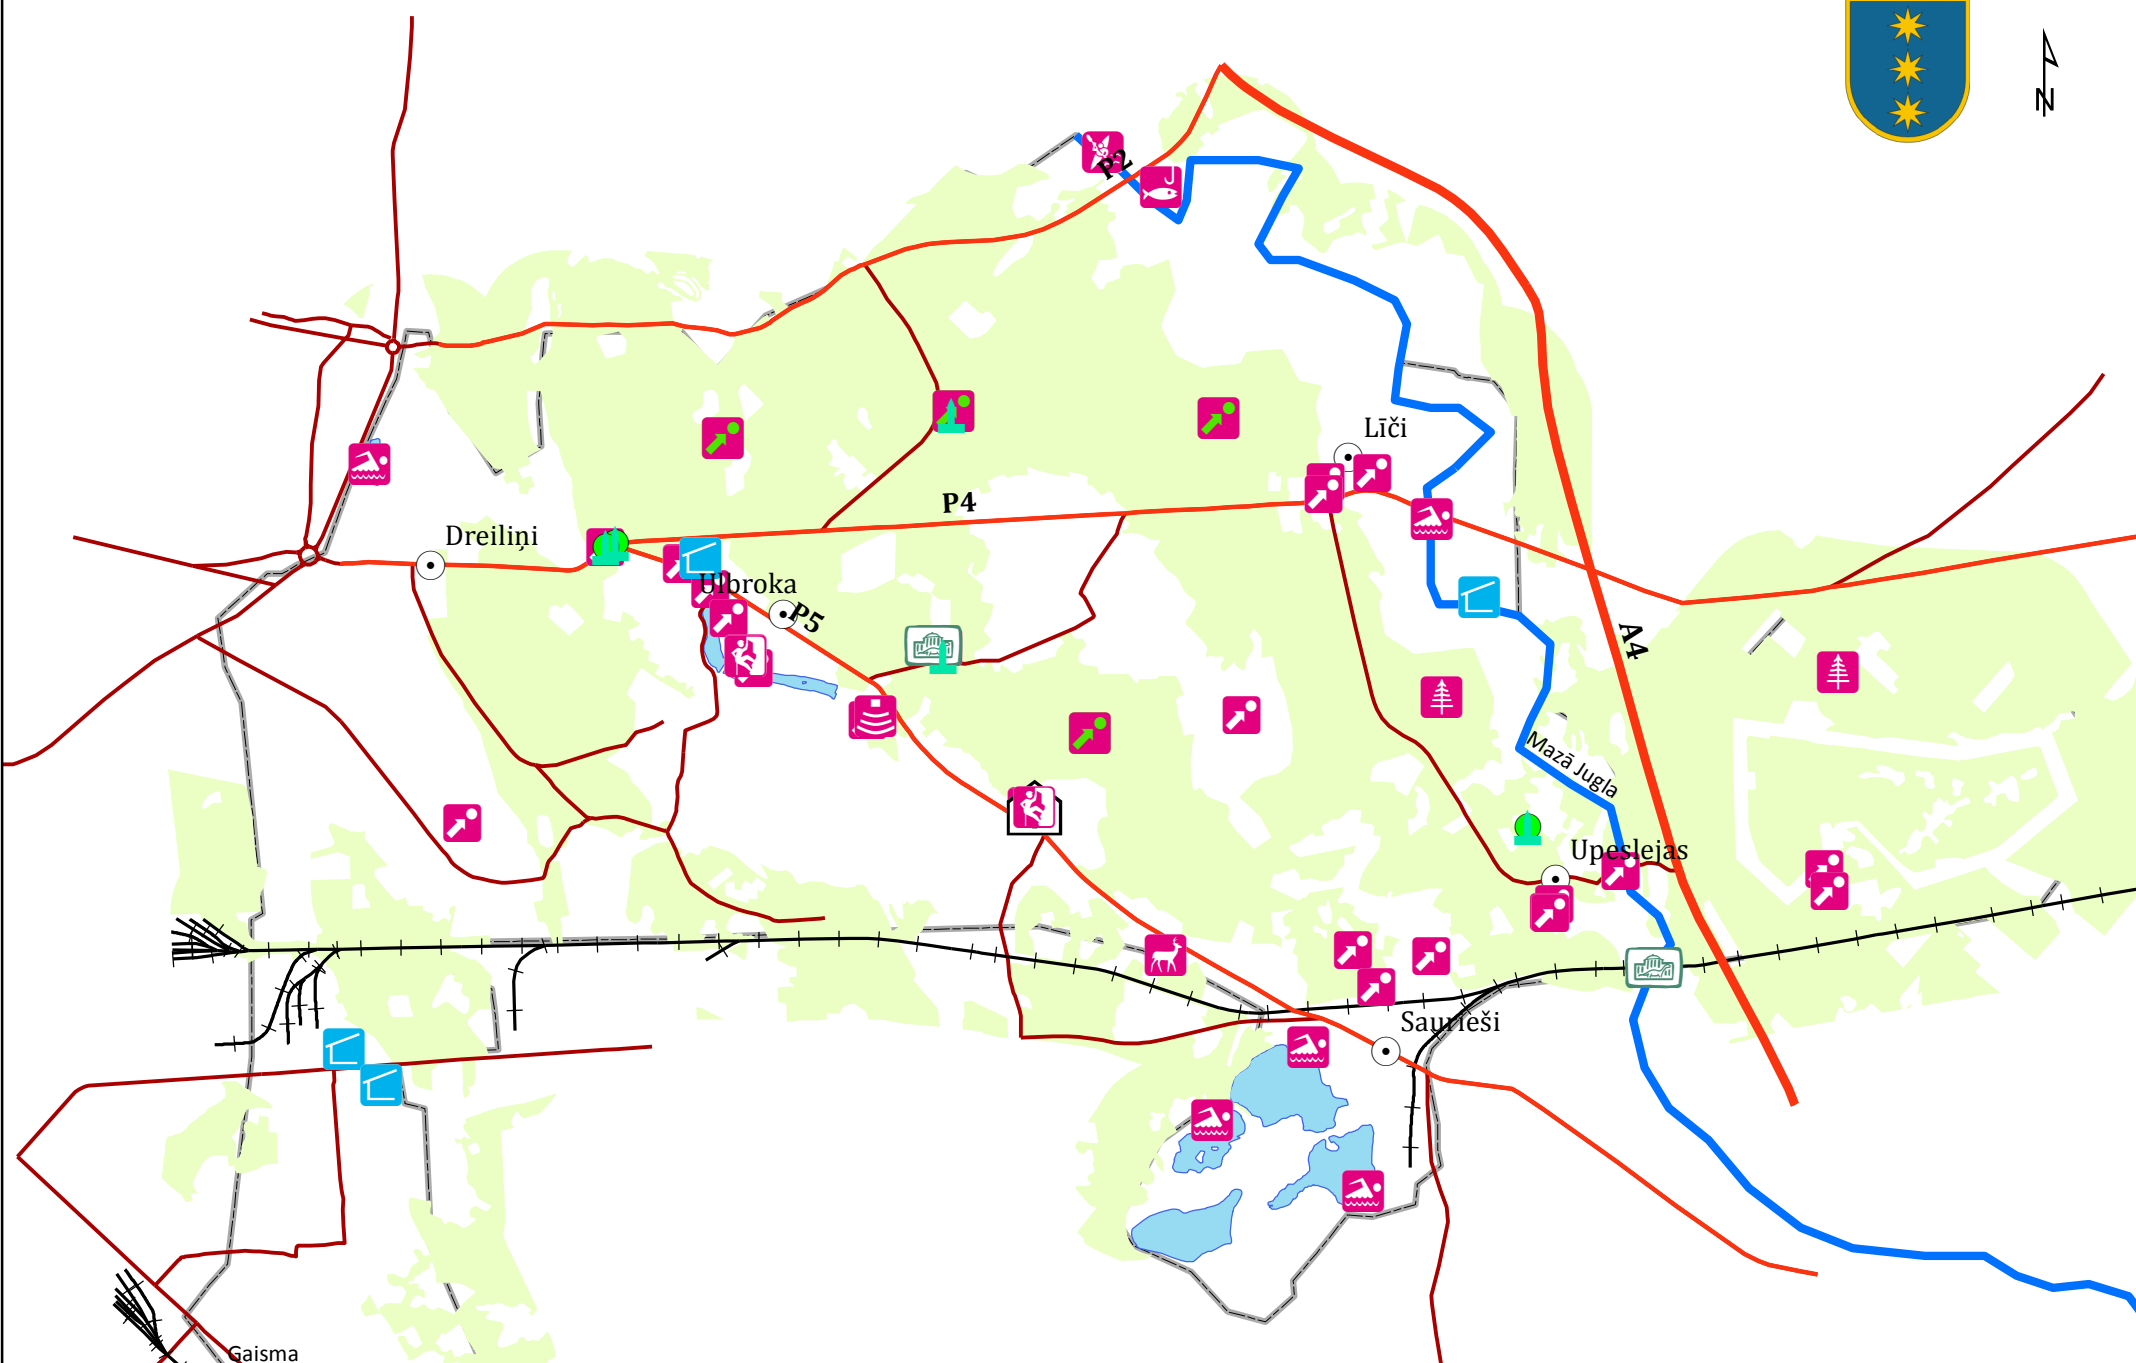 N
P2
Līči
P4
Dreiliņi
Ulbroka
P5
A4
Mazā Jugla
Upeslejas
Saurieši
Gaisma